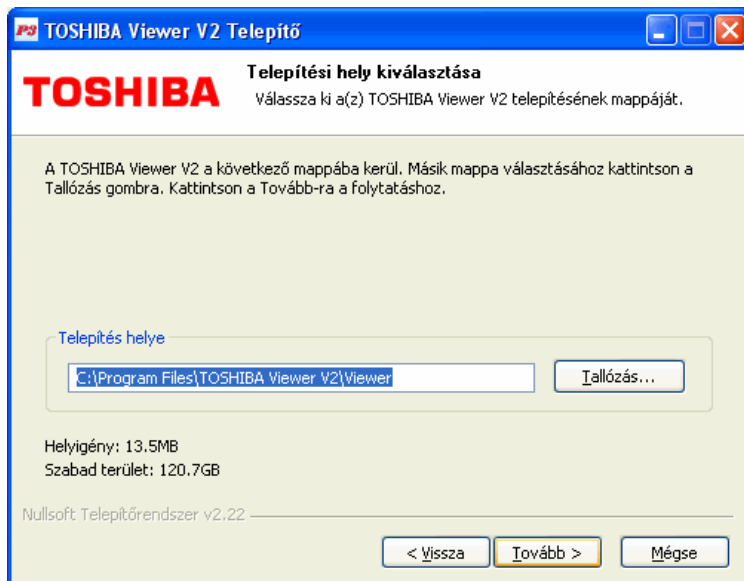 P3 TOSHIBA Viewer V2 Telepítő
TOSHIBA
Telepítési hely kiválasztása
Válassza ki a(z) TOSHIBA Viewer V2 telepítésének mappáját.
A TOSHIBA Viewer V2 a következő mappába kerül. Másik mappa választásához kattintson a
Tallózás gombra. Kattintson a Tovább-ra a folytatáshoz.
Telepítés helye
C:\Program Files\TOSHIBA Viewer V2\Viewer
Tallózás...
Helyigény: 13.5MB
Szabad terület: 120.7GB
Nullsoft Telepítőrendszer v2.22
< Vissza Tovább > Mégse